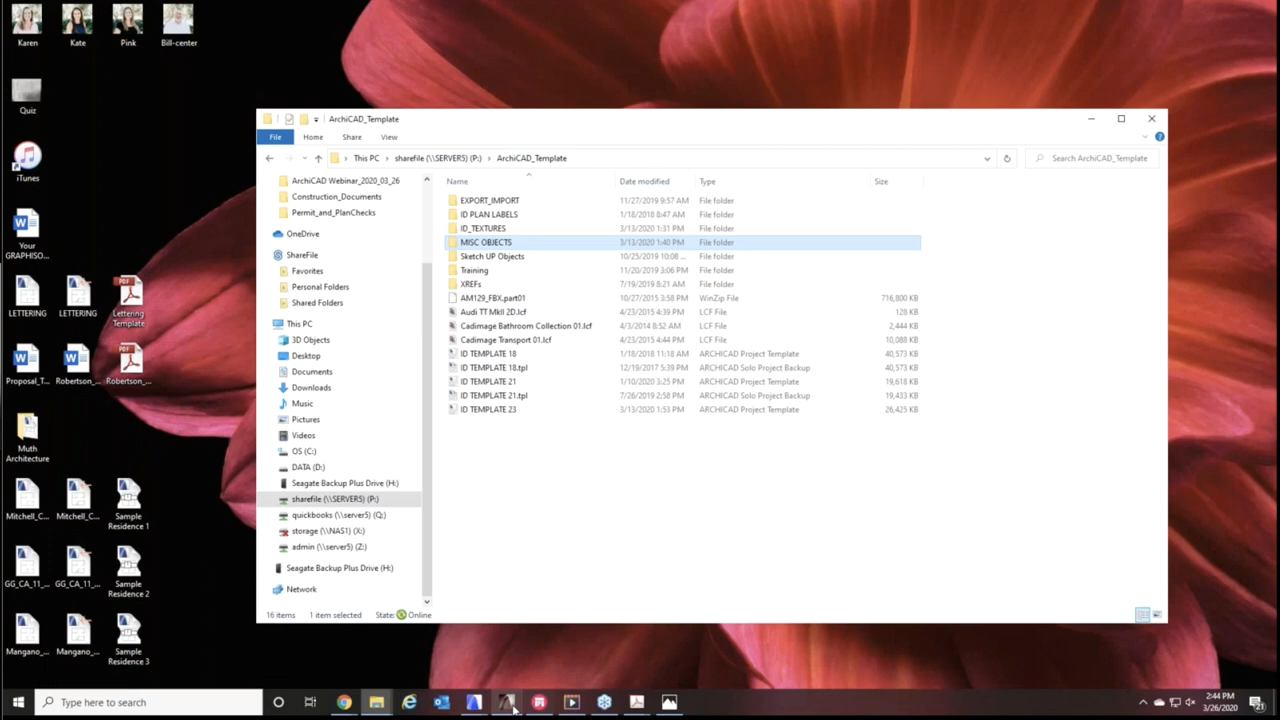 Karen
Kate
Pink
Bill-center
Quiz
iTunes
Your
GRAPHISO...
LETTERING
LETTERING
Lettering
Template
Proposal_T...
Robertson_...
Robertson_...
Muth
Architecture
Mitchell_C...
Mitchell_C...
Sample
Residence 1
GG_CA_11_...
GG_CA_11_...
Sample
Residence 2
Mangano_...
Mangano_...
Sample
Residence 3
ArchiCAD_Template
File Home Share View
This PC sharefile (\\SERVER5) (P:) ArchiCAD_Template
Search ArchiCAD_Template
ArchiCAD Webinar_2020_03_26
Construction_Documents
Permit_and_PlanChecks
OneDrive
ShareFile
Favorites
Personal Folders
Shared Folders
This PC
3D Objects
Desktop
Documents
Downloads
Music
Pictures
Videos
OS (C:)
DATA (D:)
Seagate Backup Plus Drive (H:)
sharefile (\\SERVER5) (P:)
quickbooks (\\server5) (Q:)
storage (\\NAS1) (X:)
admin (\\server5) (Z:)
Seagate Backup Plus Drive (H:)
Network
Name Date modified Type Size
EXPORT_IMPORT 11/27/2019 9:57 AM File folder
ID PLAN LABELS 1/18/2018 8:47 AM File folder
ID_TEXTURES 3/13/2020 1:31 PM File folder
MISC OBJECTS 3/13/2020 1:40 PM File folder
Sketch UP Objects 10/25/2019 10:08 ... File folder
Training 11/20/2019 3:06 PM File folder
XREFs 7/19/2019 8:21 AM File folder
AM129_FBX.part01 10/27/2015 3:58 PM WinZip File 716,800 KB
Audi TT MkII 2D.lcf 4/23/2015 4:39 PM LCF File 128 KB
Cadimage Bathroom Collection 01.lcf 4/3/2014 8:52 AM LCF File 2,444 KB
Cadimage Transport 01.lcf 4/23/2015 4:44 PM LCF File 10,088 KB
ID TEMPLATE 18 1/18/2018 11:18 AM ARCHICAD Project Template 40,573 KB
ID TEMPLATE 18.tpl 12/19/2017 5:39 PM ARCHICAD Solo Project Backup 40,573 KB
ID TEMPLATE 21 1/10/2020 3:25 PM ARCHICAD Project Template 19,618 KB
ID TEMPLATE 21.tpl 7/26/2019 2:58 PM ARCHICAD Solo Project Backup 19,433 KB
ID TEMPLATE 23 3/13/2020 1:53 PM ARCHICAD Project Template 26,425 KB
16 items 1 item selected State: Online
Type here to search
2:44 PM
3/26/2020
21